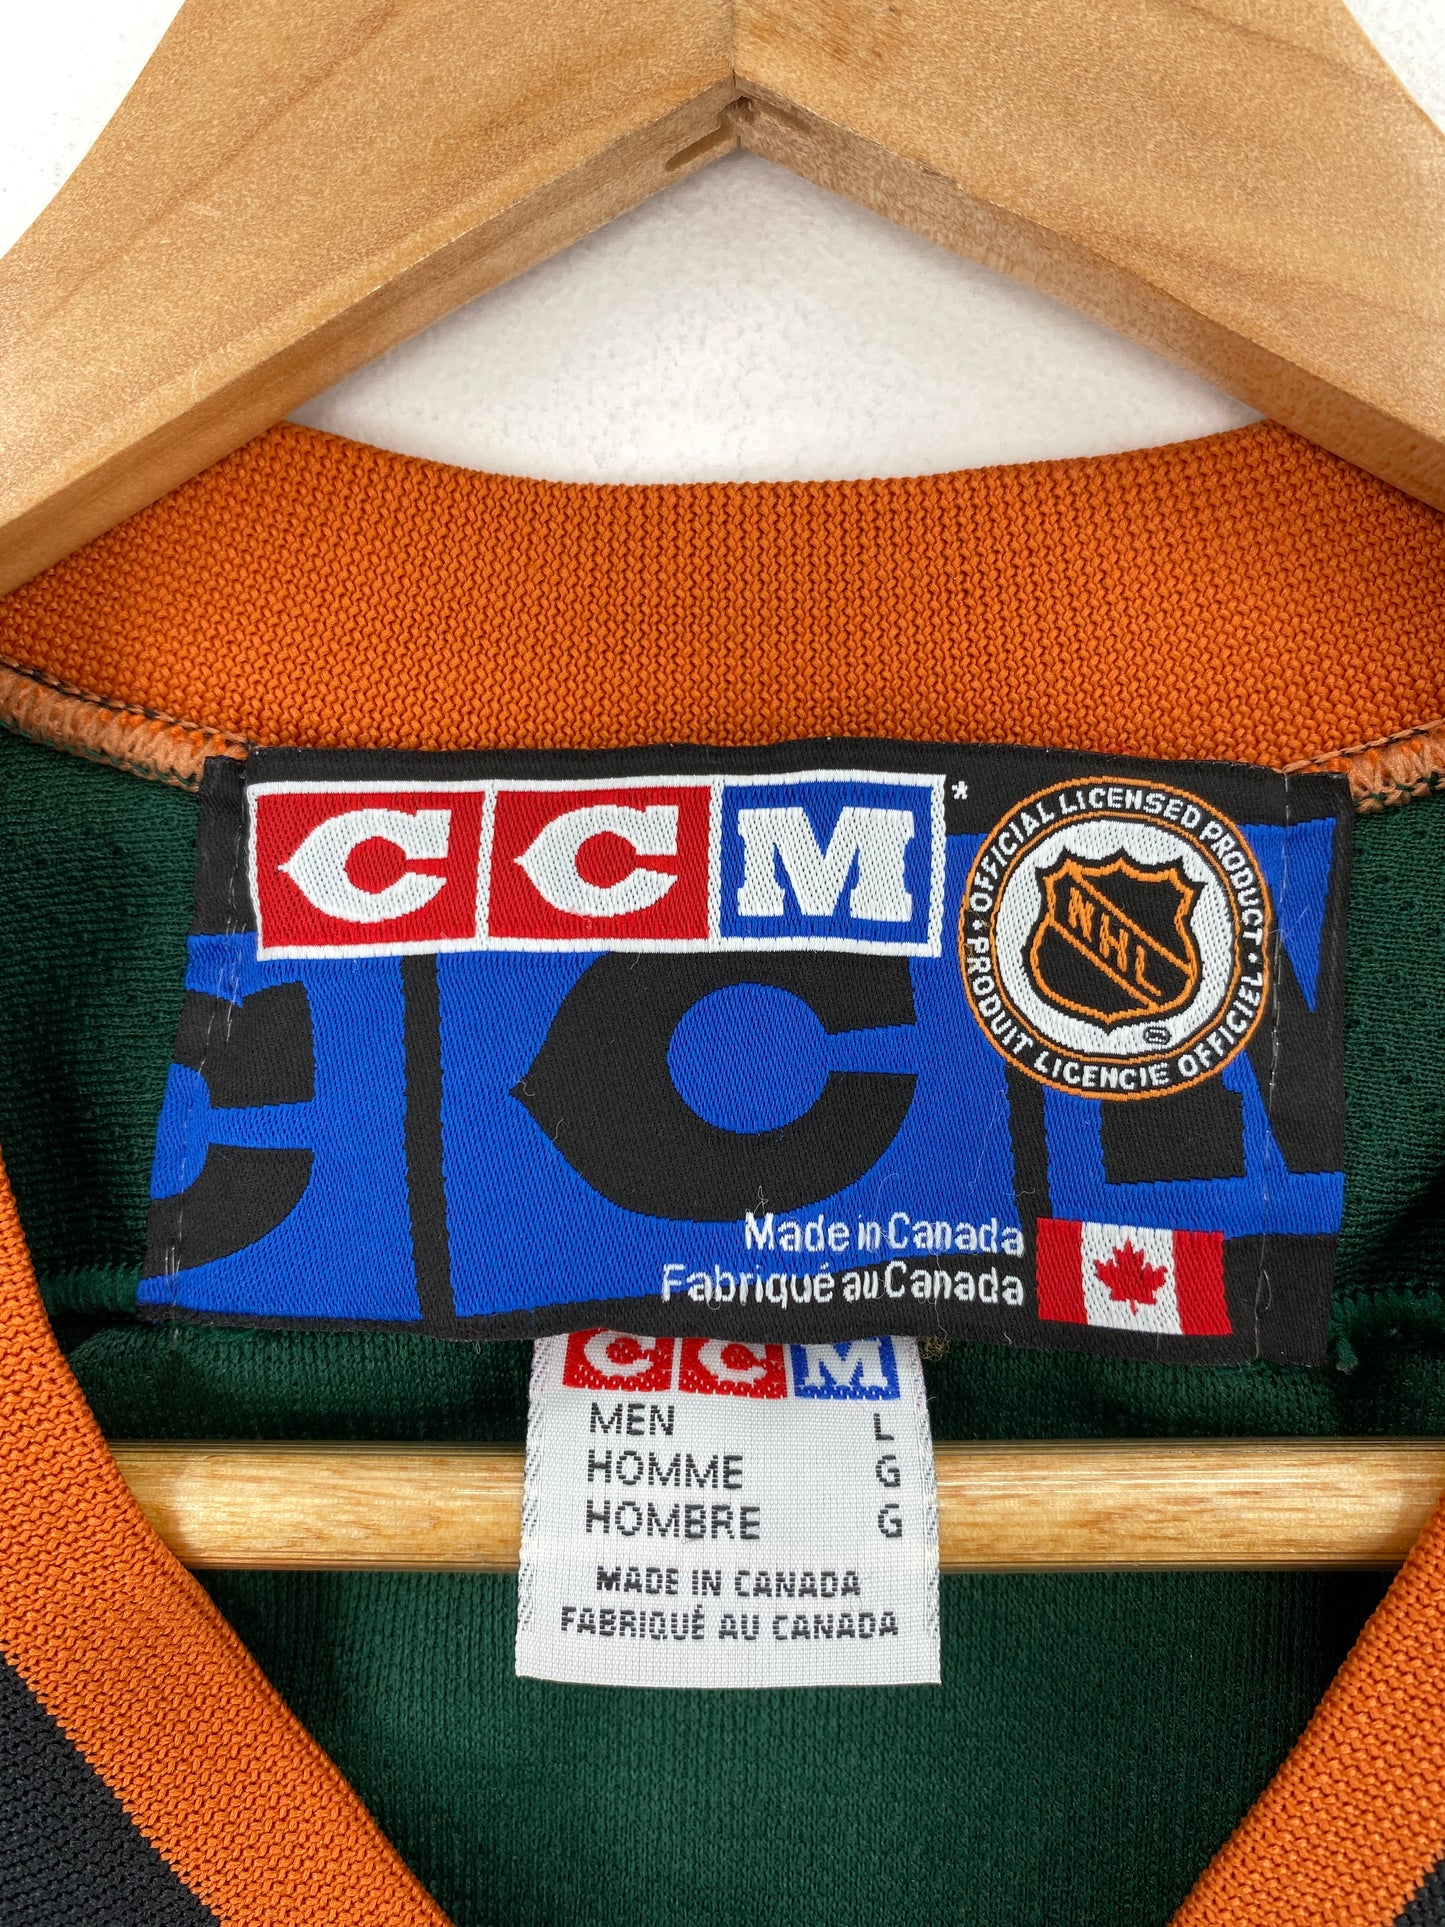 CCM*
OFFICIAL LICENSED PRODUCT • PRODUIT LICENCIE OFFICIEL •
NHL
Made in Canada
Fabriqué au Canada
CCM
MEN L
HOMME G
HOMBRE G
MADE IN CANADA
FABRIQUÉ AU CANADA